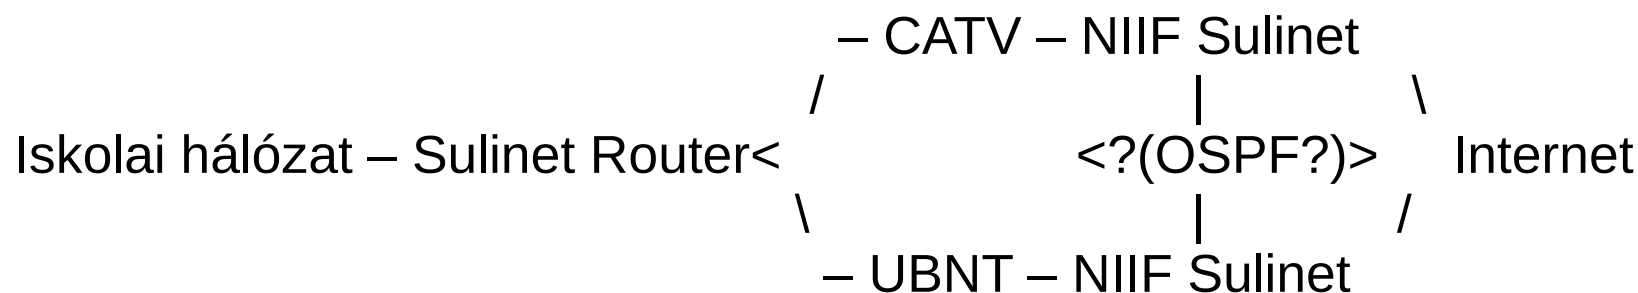 – CATV – NIIF Sulinet
/ | \
Iskolai hálózat – Sulinet Router< <?(OSPF?)> Internet
\ | /
– UBNT – NIIF Sulinet